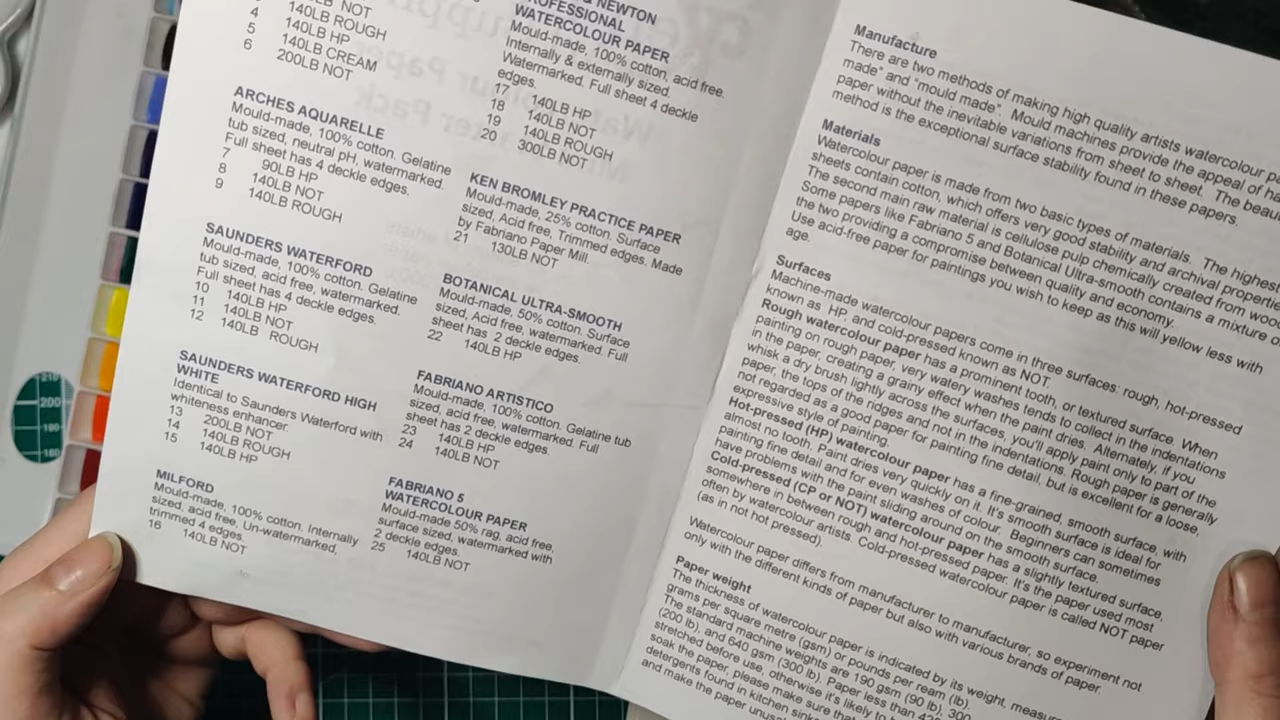 NOT
4 140LB ROUGH
5 140LB HP
6 140LB CREAM
200LB NOT
ARCHES AQUARELLE
Mould-made, 100% cotton. Gelatine
tub sized, neutral pH, watermarked.
Full sheet has 4 deckle edges.
7 90LB HP
8 140LB NOT
9 140LB ROUGH
SAUNDERS WATERFORD
Mould-made, 100% cotton. Gelatine
tub sized, acid free, watermarked.
Full sheet has 4 deckle edges.
10 140LB HP
11 140LB NOT
12 140LB ROUGH
SAUNDERS WATERFORD HIGH
WHITE
Identical to Saunders Waterford with
whiteness enhancer.
13 200LB NOT
14 140LB ROUGH
15 140LB HP
MILFORD
Mould-made, 100% cotton. Internally
sized, acid free, Un-watermarked,
trimmed 4 edges.
16 140LB NOT
& NEWTON
PROFESSIONAL
WATERCOLOUR PAPER
Mould-made, 100% cotton, acid free.
Internally & externally sized.
Watermarked. Full sheet 4 deckle
edges.
17 140LB HP
18 140LB NOT
19 140LB ROUGH
20 300LB NOT
KEN BROMLEY PRACTICE PAPER
Mould-made, 25% cotton. Surface
sized, Acid free, Trimmed edges. Made
by Fabriano Paper Mill.
21 130LB NOT
BOTANICAL ULTRA-SMOOTH
Mould-made, 50% cotton. Surface
sized, Acid free, watermarked. Full
sheet has 2 deckle edges.
22 140LB HP
FABRIANO ARTISTICO
Mould-made, 100% cotton. Gelatine tub
sized, acid free, watermarked. Full
sheet has 2 deckle edges.
23 140LB HP
24 140LB NOT
FABRIANO 5
WATERCOLOUR PAPER
Mould-made 50% rag, acid free,
surface sized, watermarked with
2 deckle edges.
25 140LB NOT
Manufacture
There are two methods of making high quality artists watercolour
made" and "mould made". Mould machines provide the appeal of
paper without the inevitable variations from sheet to sheet. The
method is the exceptional surface stability found in these papers.
Materials
Watercolour paper is made from two basic types of materials. The highest
sheets contain cotton, which offers very good stability and archival
The second main raw material is cellulose pulp chemically created from
Some papers like Fabriano 5 and Botanical Ultra-smooth contains a mixture
the two providing a compromise between quality and economy.
Use acid-free paper for paintings you wish to keep as this will yellow less with
age.
Surfaces
Machine-made watercolour papers come in three surfaces: rough, hot-pressed
known as HP, and cold-pressed known as NOT.
Rough watercolour paper has a prominent tooth, or textured surface. When
painting on rough paper, very watery washes tends to collect in the indentations
in the paper, creating a grainy effect when the paint dries. Alternately, if you
whisk a dry brush lightly across the surfaces, you'll apply paint only to part of the
paper, the tops of the ridges and not in the indentations. Rough paper is generally
not regarded as a good paper for painting fine detail, but is excellent for a loose,
expressive style of painting.
Hot-pressed (HP) watercolour paper has a fine-grained, smooth surface, with
almost no tooth. Paint dries very quickly on it. It's smooth surface is ideal for
painting fine detail and for even washes of colour. Beginners can sometimes
have problems with the paint sliding around on the smooth surface.
Cold-pressed (CP or NOT) watercolour paper has a slightly textured surface,
somewhere in between rough and hot-pressed paper. It's the paper used most
often by watercolour artists. Cold-pressed watercolour paper is called NOT paper
(as in not hot pressed).
Watercolour paper differs from manufacturer to manufacturer, so experiment not
only with the different kinds of paper but also with various brands of paper.
Paper weight
The thickness of watercolour paper is indicated by its weight,
grams per square metre (gsm) or pounds per ream (lb).
The standard machine weights are 190 gsm (90 lb), 300
(200 lb), and 640 gsm (300 lb). Paper less than
stretched before use, otherwise it's likely to
soak the paper, please make sure that
detergents found in kitchen
and make the paper
200
190
180